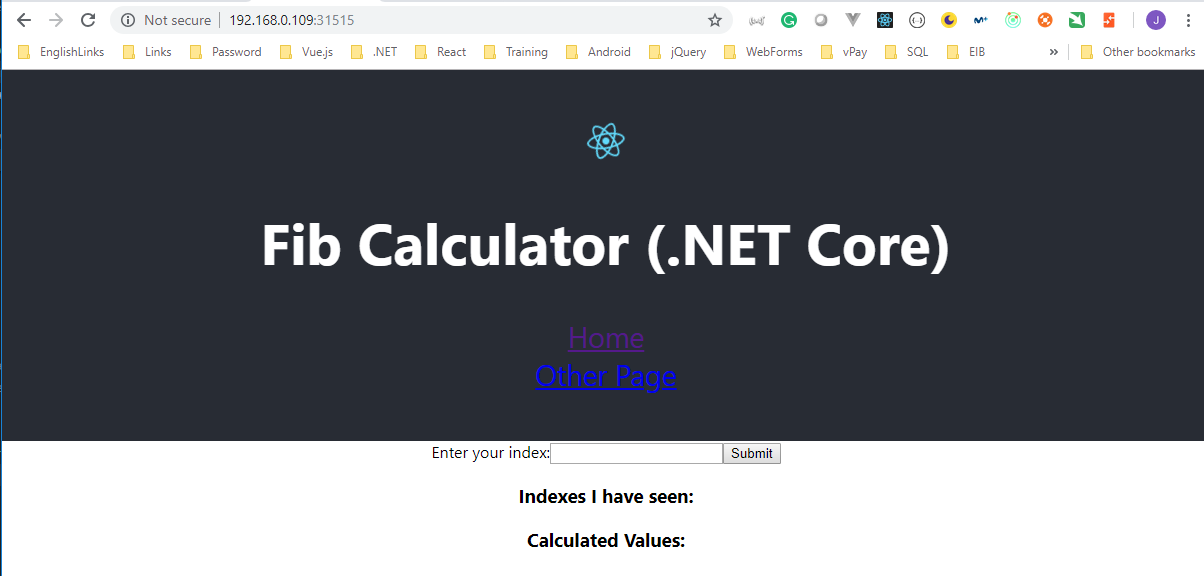 Not secure 192.168.0.109:31515
EnglishLinks Links Password Vue.js .NET React Training Android jQuery WebForms vPay SQL EIB » Other bookmarks
Fib Calculator (.NET Core)
Home
Other Page
Enter your index: Submit
Indexes I have seen:
Calculated Values: